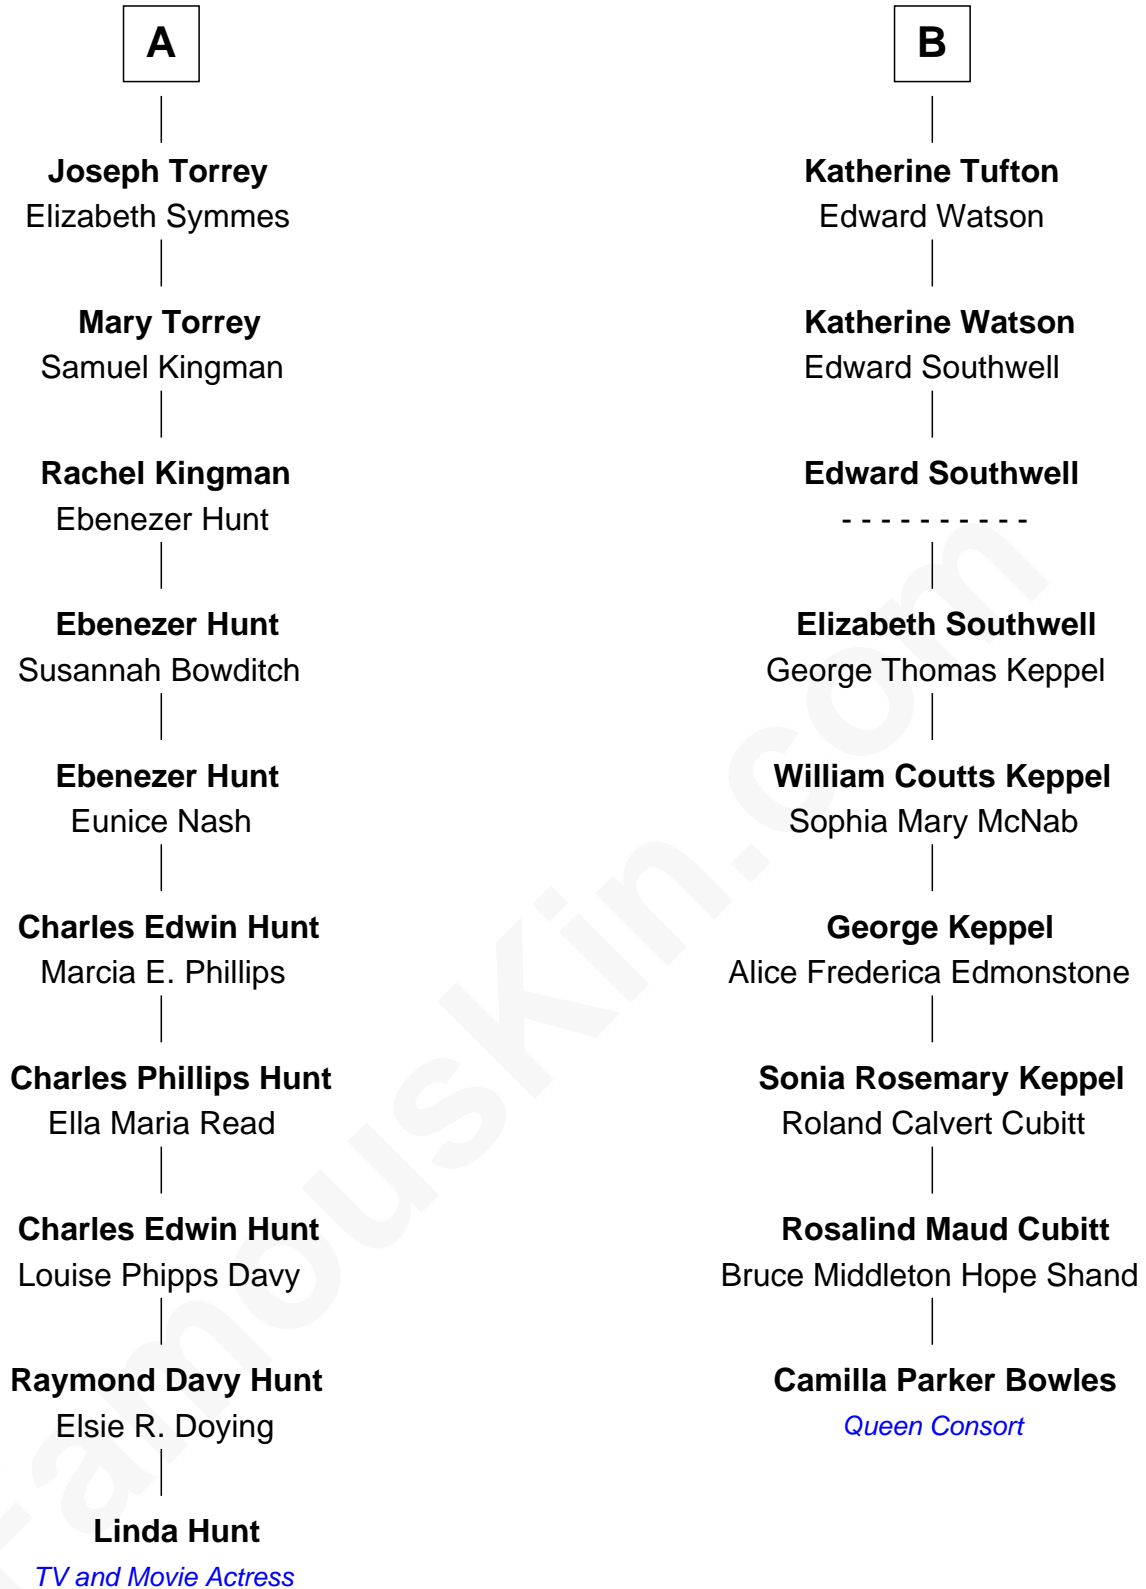 A
Joseph Torrey
Elizabeth Symmes
Mary Torrey
Samuel Kingman
Rachel Kingman
Ebenezer Hunt
Ebenezer Hunt
Susannah Bowditch
Ebenezer Hunt
Eunice Nash
Charles Edwin Hunt
Marcia E. Phillips
Charles Phillips Hunt
Ella Maria Read
Charles Edwin Hunt
Louise Phipps Davy
Raymond Davy Hunt
Elsie R. Doying
Linda Hunt
TV and Movie Actress
B
Katherine Tufton
Edward Watson
Katherine Watson
Edward Southwell
Edward Southwell
- - - - - - - - - -
Elizabeth Southwell
George Thomas Keppel
William Coutts Keppel
Sophia Mary McNab
George Keppel
Alice Frederica Edmonstone
Sonia Rosemary Keppel
Roland Calvert Cubitt
Rosalind Maud Cubitt
Bruce Middleton Hope Shand
Camilla Parker Bowles
Queen Consort
FamousKin.com